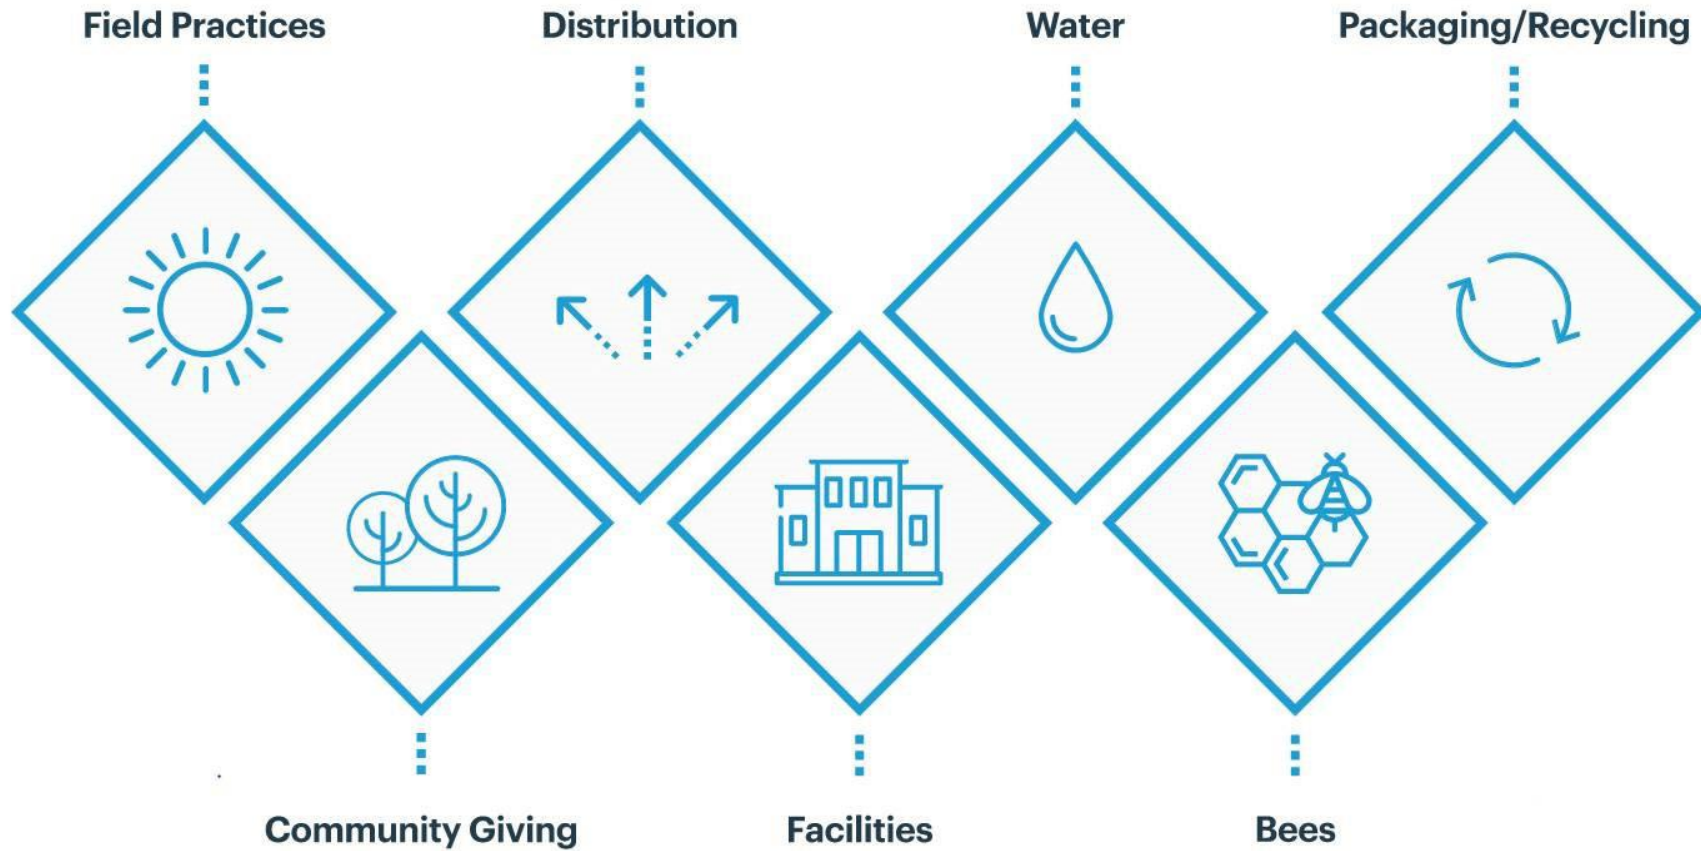 Field Practices
Distribution
Water
Packaging/Recycling
Community Giving
Facilities
Bees